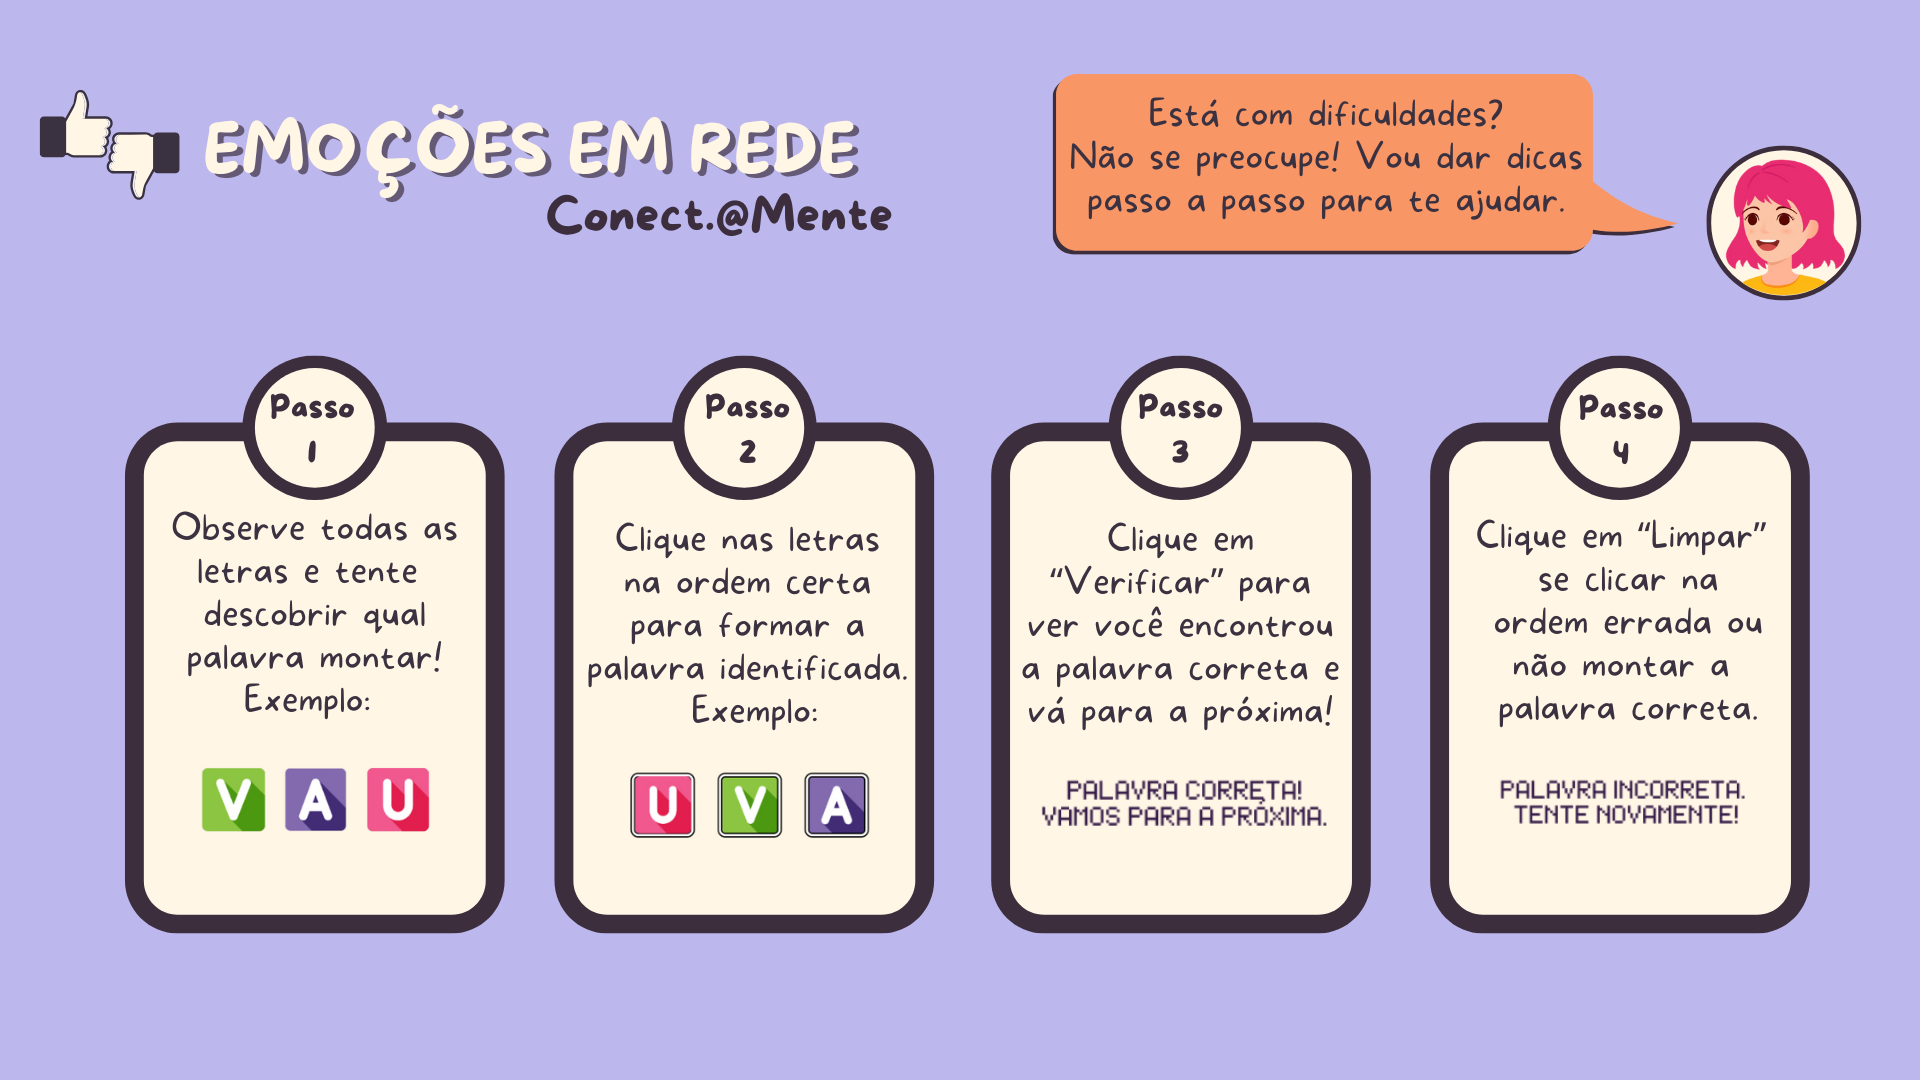 EMOÇÕES EM REDE
Conect.@Mente
Está com dificuldades?
Não se preocupe! Vou dar dicas
passo a passo para te ajudar.
Passo
1
Observe todas as
letras e tente
descobrir qual
palavra montar!
Exemplo:
V A U
Passo
2
Clique nas letras
na ordem certa
para formar a
palavra identificada.
Exemplo:
U V A
Passo
3
Clique em
“Verificar” para
ver você encontrou
a palavra correta e
vá para a próxima!
PALAVRA CORRETA!
VAMOS PARA A PRÓXIMA.
Passo
4
Clique em “Limpar”
se clicar na
ordem errada ou
não montar a
palavra correta.
PALAVRA INCORRETA.
TENTE NOVAMENTE!